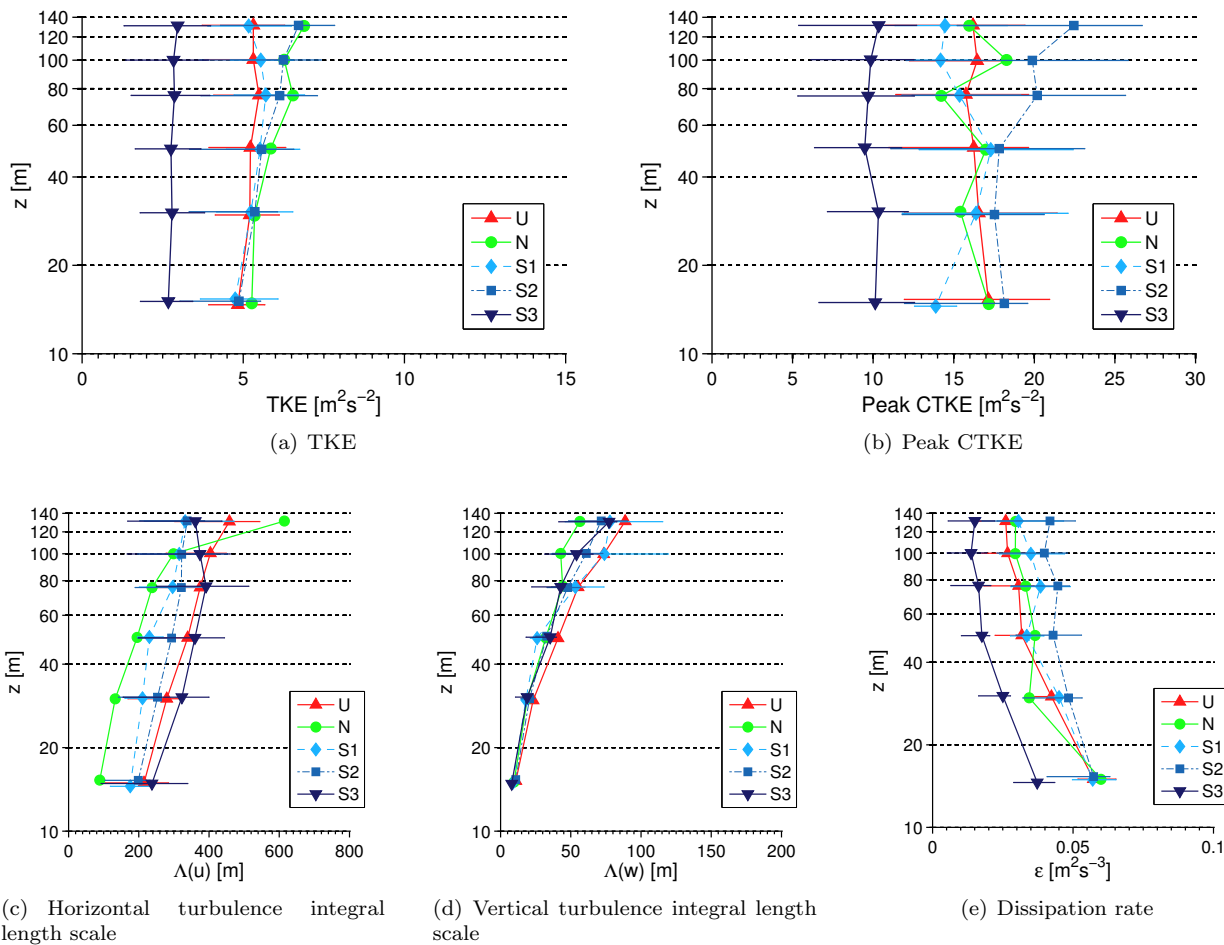 140
120
100
80
60
40
20
10
z [m]
0
5
10
15
TKE [m²s⁻²]
U
N
S1
S2
S3
(a) TKE
140
120
100
80
60
40
20
10
z [m]
0
5
10
15
20
25
30
Peak CTKE [m²s⁻²]
U
N
S1
S2
S3
(b) Peak CTKE
140
120
100
80
60
40
20
10
z [m]
0
200
400
600
800
Λ(u) [m]
U
N
S1
S2
S3
(c) Horizontal turbulence integral
length scale
140
120
100
80
60
40
20
10
z [m]
0
50
100
150
200
Λ(w) [m]
U
N
S1
S2
S3
(d) Vertical turbulence integral length
scale
140
120
100
80
60
40
20
10
z [m]
0
0.05
0.1
ε [m²s⁻³]
U
N
S1
S2
S3
(e) Dissipation rate